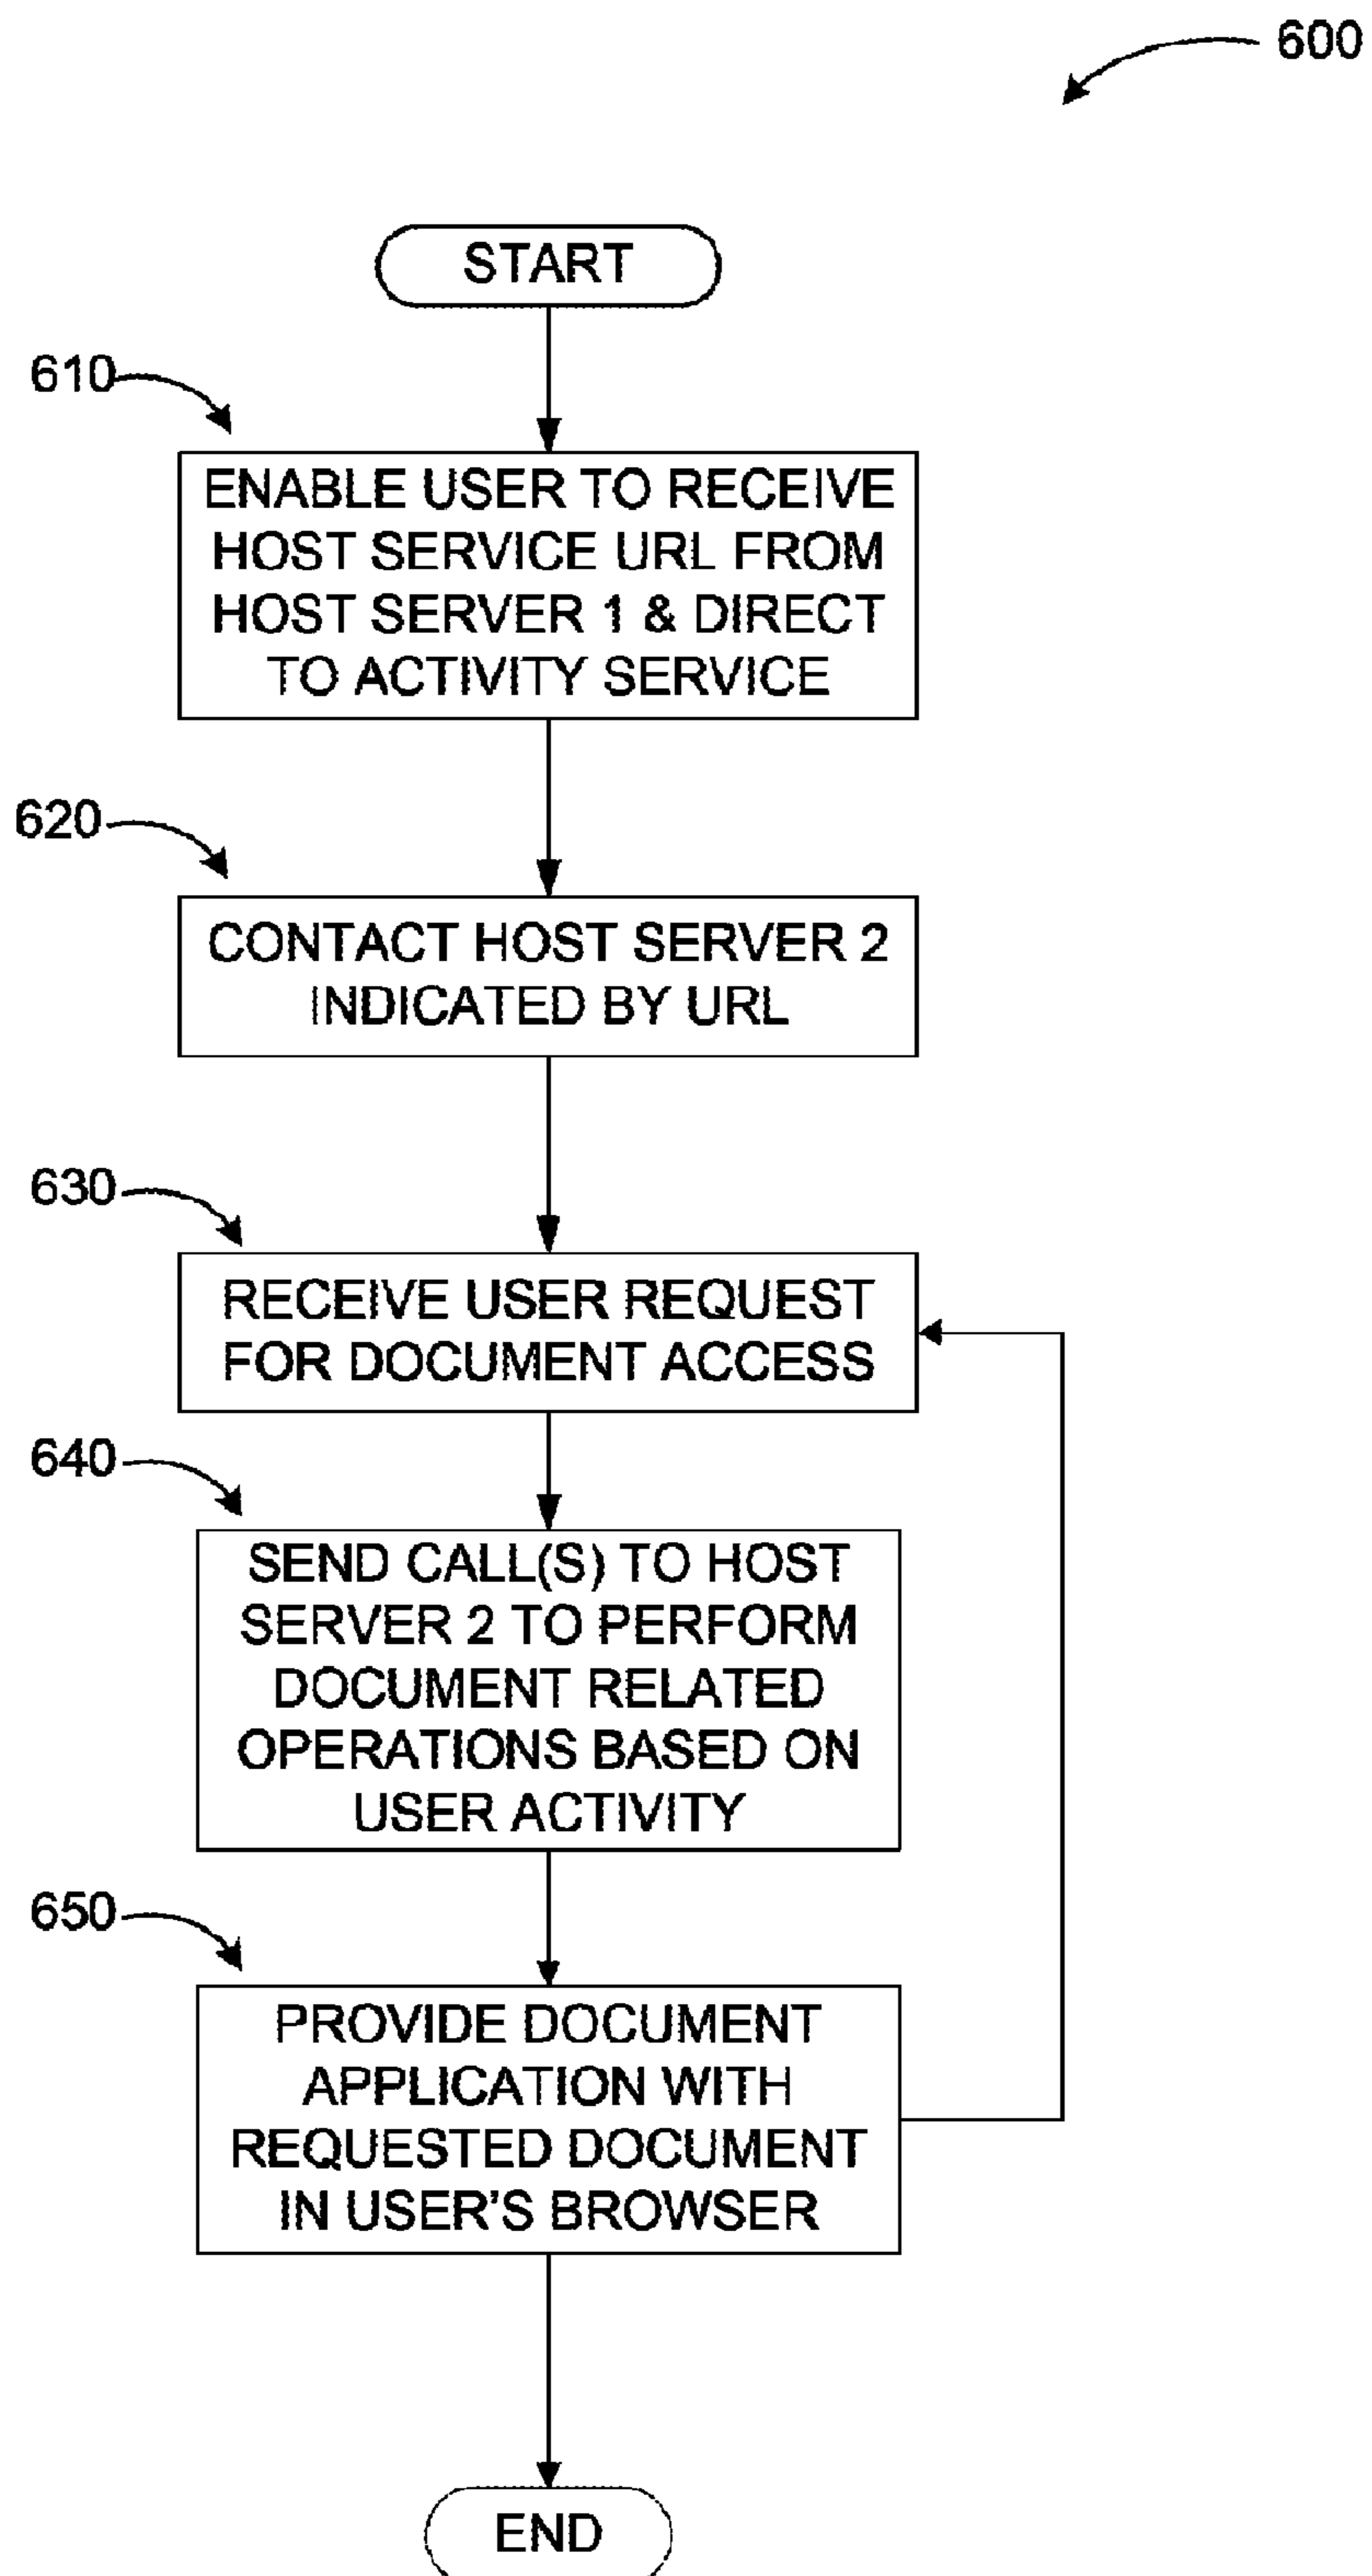 600
START
610
ENABLE USER TO RECEIVE
HOST SERVICE URL FROM
HOST SERVER 1 & DIRECT
TO ACTIVITY SERVICE
620
CONTACT HOST SERVER 2
INDICATED BY URL
630
RECEIVE USER REQUEST
FOR DOCUMENT ACCESS
640
SEND CALL(S) TO HOST
SERVER 2 TO PERFORM
DOCUMENT RELATED
OPERATIONS BASED ON
USER ACTIVITY
650
PROVIDE DOCUMENT
APPLICATION WITH
REQUESTED DOCUMENT
IN USER'S BROWSER
END